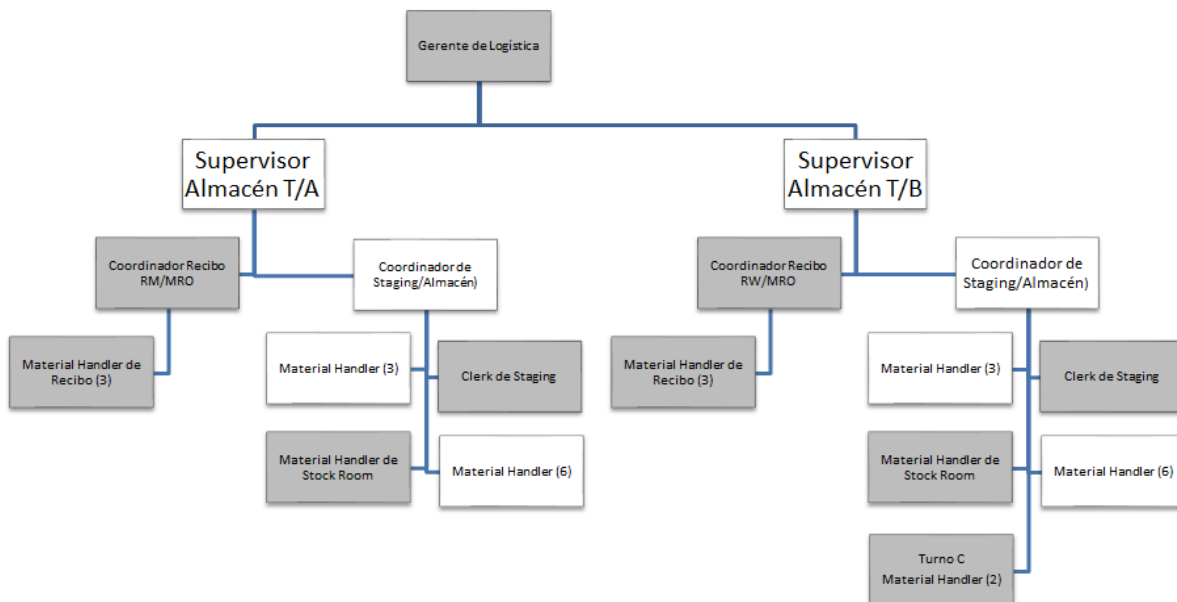 Gerente de Logística
Supervisor
Almacén T/A
Supervisor
Almacén T/B
Coordinador Recibo
RM/MRO
Coordinador de
Staging/Almacén)
Coordinador Recibo
RW/MRO
Coordinador de
Staging/Almacén)
Material Handler de
Recibo (3)
Material Handler (3)
Clerk de Staging
Material Handler de
Recibo (3)
Material Handler (3)
Clerk de Staging
Material Handler de
Stock Room
Material Handler (6)
Material Handler de
Stock Room
Material Handler (6)
Turno C
Material Handler (2)